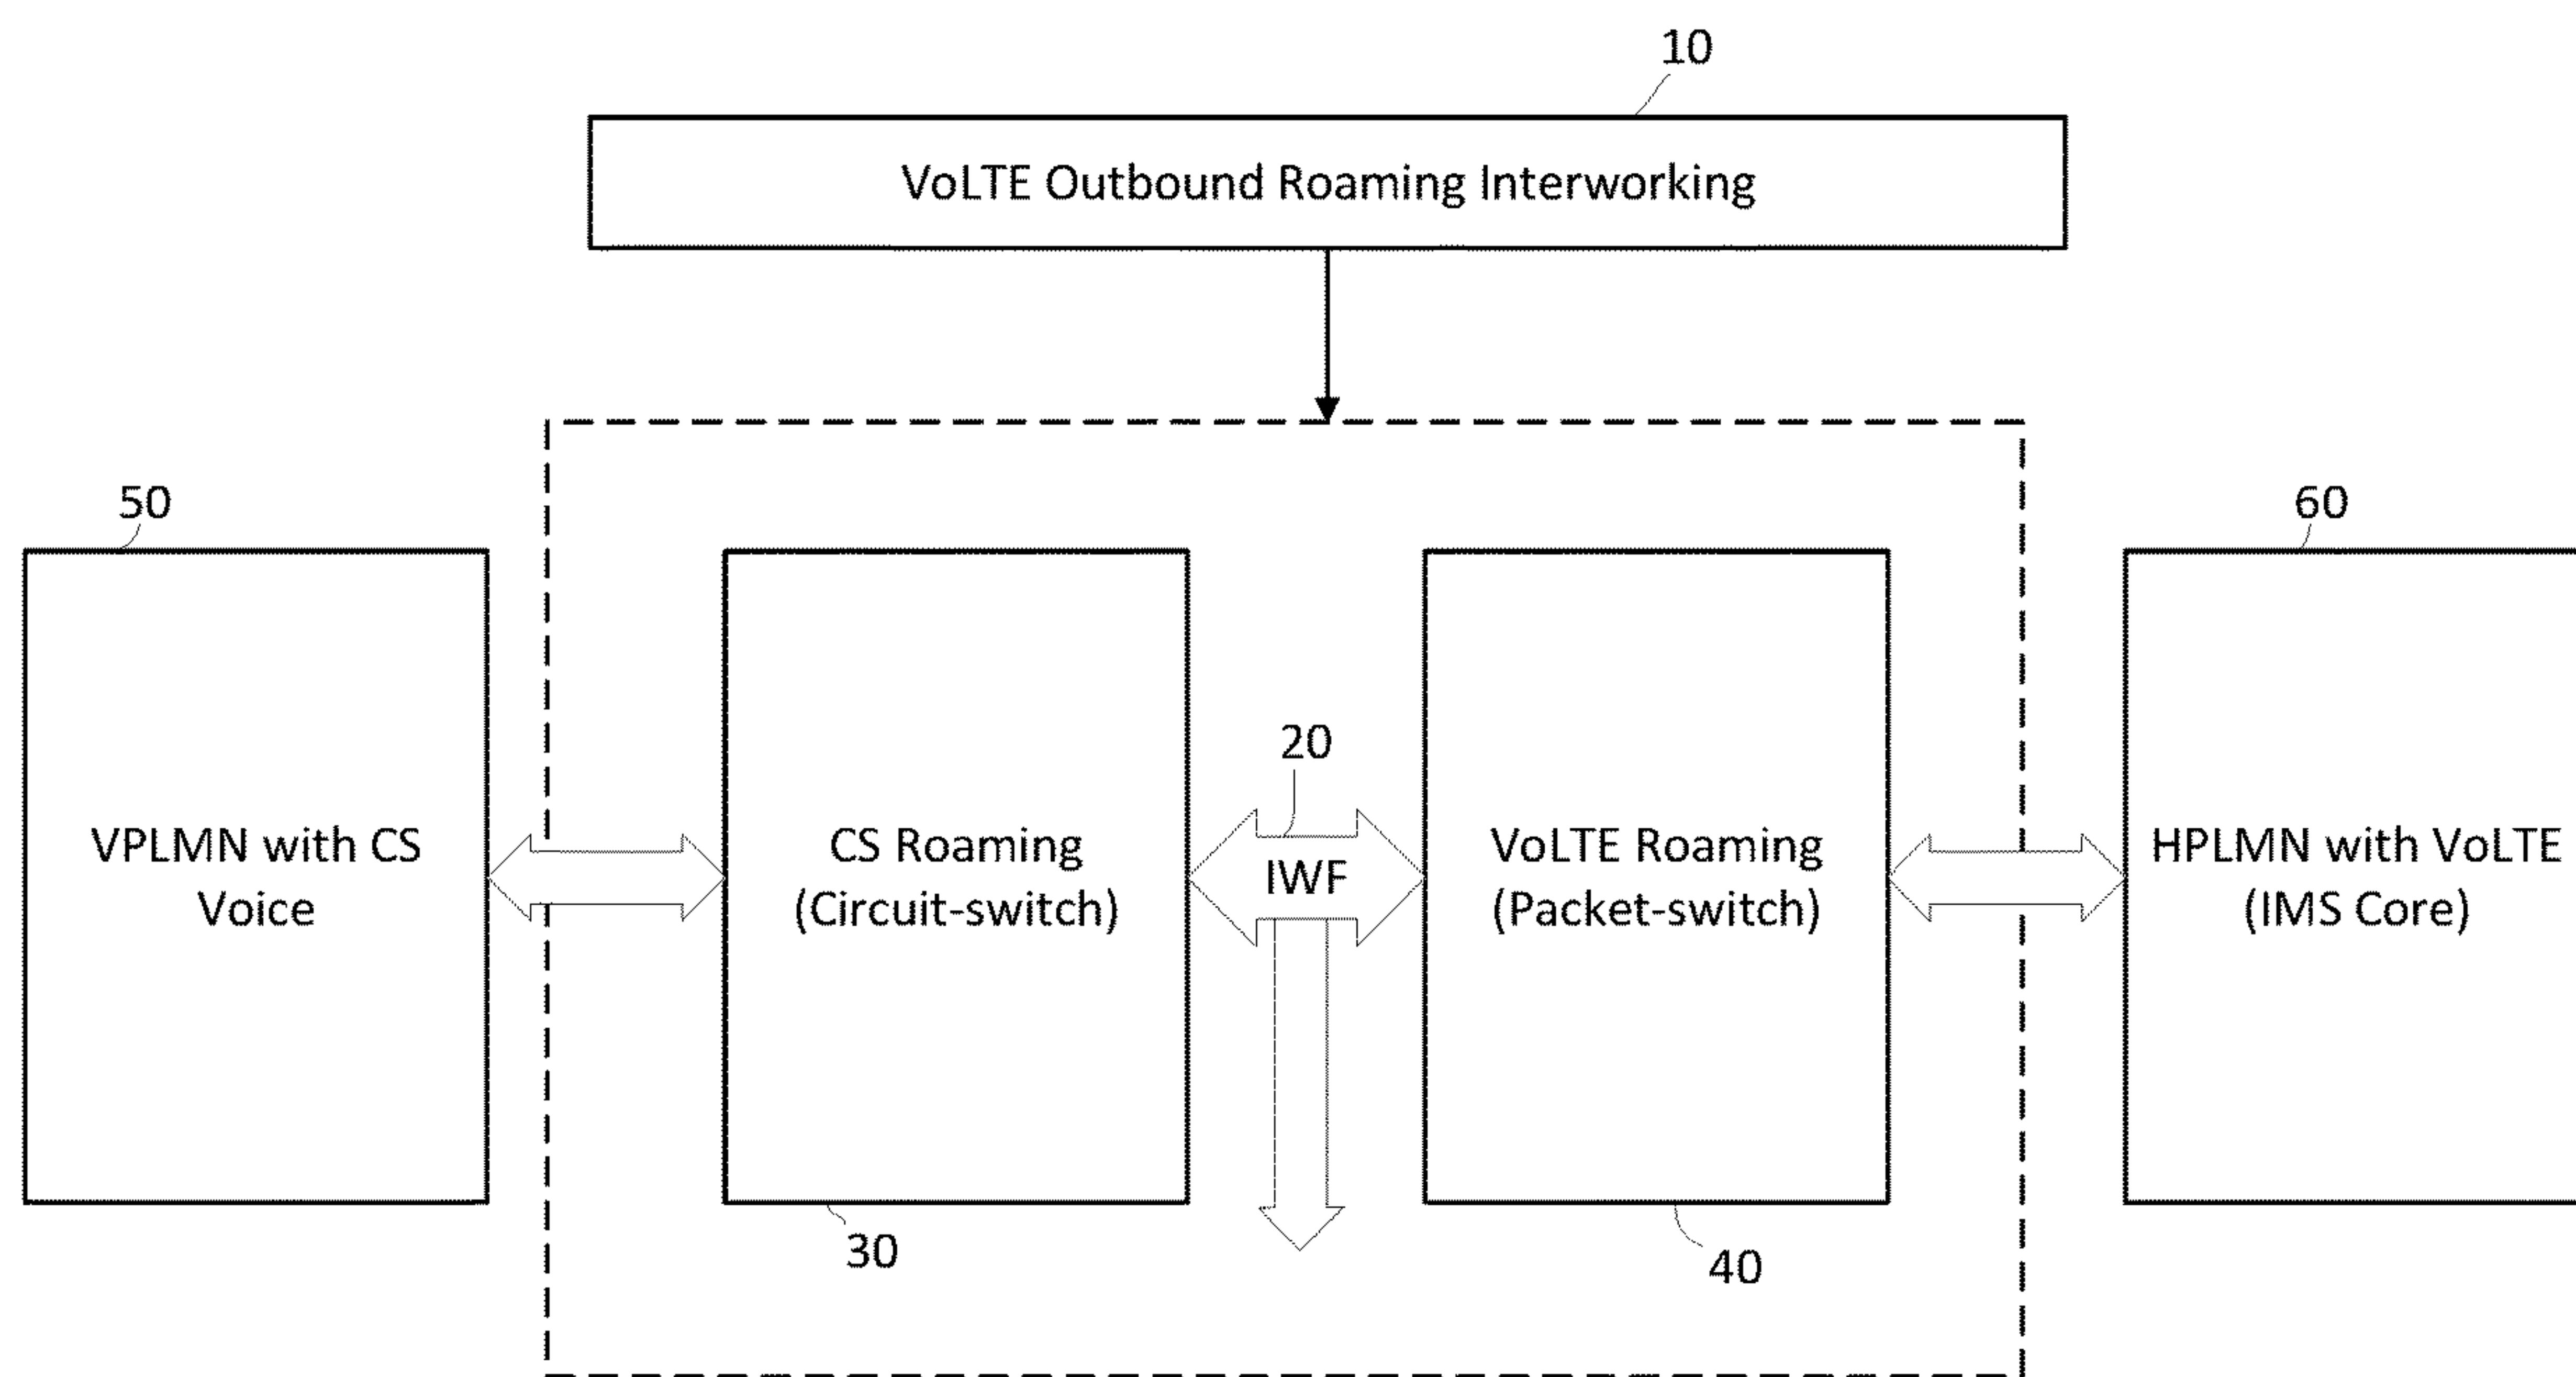 10
VoLTE Outbound Roaming Interworking
50
60
20
VPLMN with CS
Voice
CS Roaming
(Circuit-switch)
IWF
VoLTE Roaming
(Packet-switch)
HPLMN with VoLTE
(IMS Core)
30
40